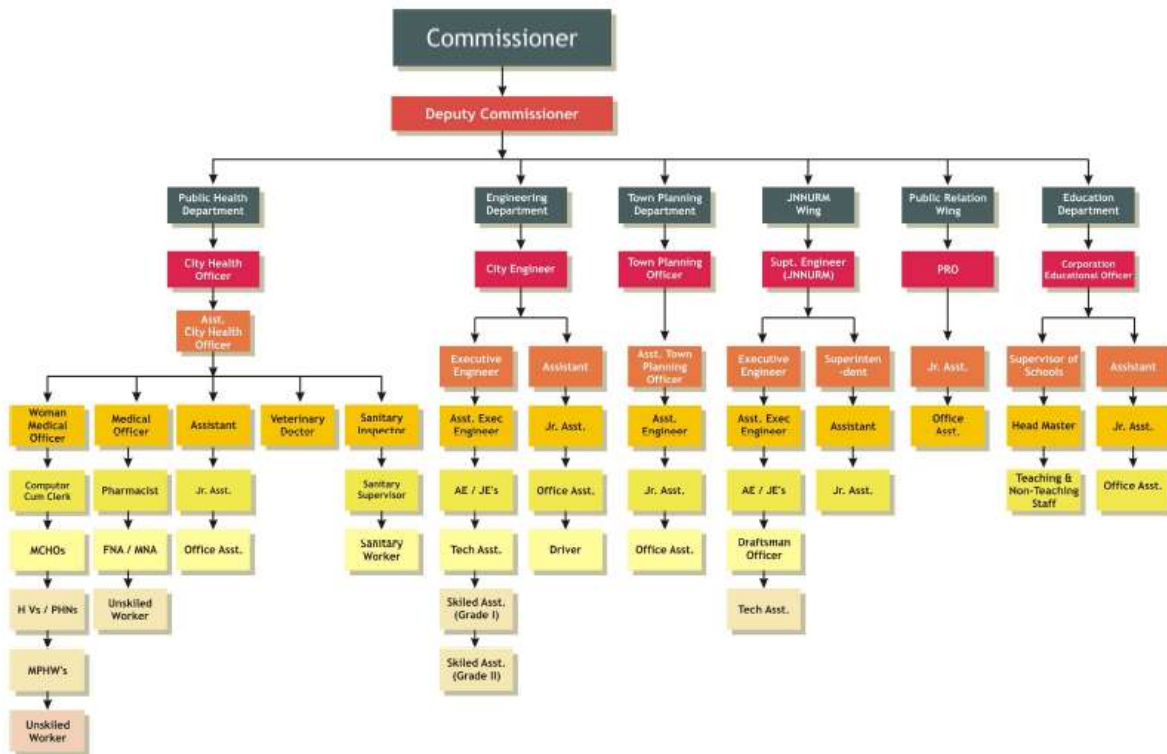 Commissioner
Deputy Commissioner
Public Health
Department
Engineering
Department
Town Planning
Department
JNNURM
Wing
Public Relation
Wing
Education
Department
City Health
Officer
City Engineer
Town Planning
Officer
Supt. Engineer
(JNNURM)
PRO
Corporation
Educational Officer
Asst.
City Health
Officer
Executive
Engineer
Assistant
Asst. Town
Planning
Officer
Executive
Engineer
Superinten
-dent
Jr. Asst.
Supervisor of
Schools
Assistant
Woman
Medical
Officer
Medical
Officer
Assistant
Veterinary
Doctor
Sanitary
Inspector
Asst. Exec
Engineer
Jr. Asst.
Asst.
Engineer
Asst. Exec
Engineer
Assistant
Office
Asst.
Head Master
Jr. Asst.
Computor
Cum Clerk
Pharmacist
Jr. Asst.
Sanitary
Supervisor
AE / JE's
Office Asst.
Jr. Asst.
AE / JE's
Jr. Asst.
Teaching &
Non-Teaching
Staff
Office Asst.
MCHOs
FNA / MNA
Office Asst.
Sanitary
Worker
Tech Asst.
Driver
Office Asst.
Draftsman
Officer
H Vs / PHNs
Unskiled
Worker
Skiled Asst.
(Grade I)
Tech Asst.
MPHW's
Skiled Asst.
(Grade II)
Unskiled
Worker